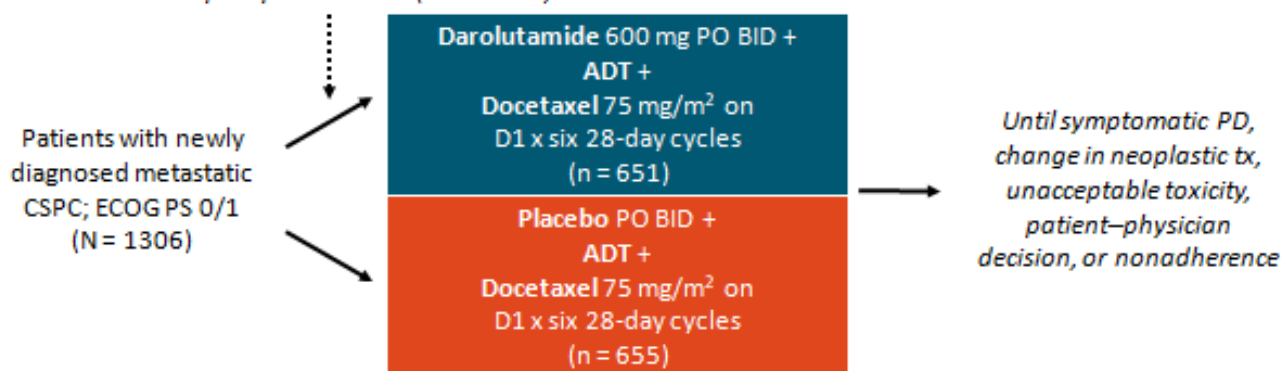 Darolutamide 600 mg PO BID +
ADT +
Docetaxel 75 mg/m² on
D1 x six 28-day cycles
(n = 651)
Patients with newly
diagnosed metastatic
CSPC; ECOG PS 0/1
(N = 1306)
Placebo PO BID +
ADT +
Docetaxel 75 mg/m² on
D1 x six 28-day cycles
(n = 655)
Until symptomatic PD,
change in neoplastic tx,
unacceptable toxicity,
patient–physician
decision, or nonadherence